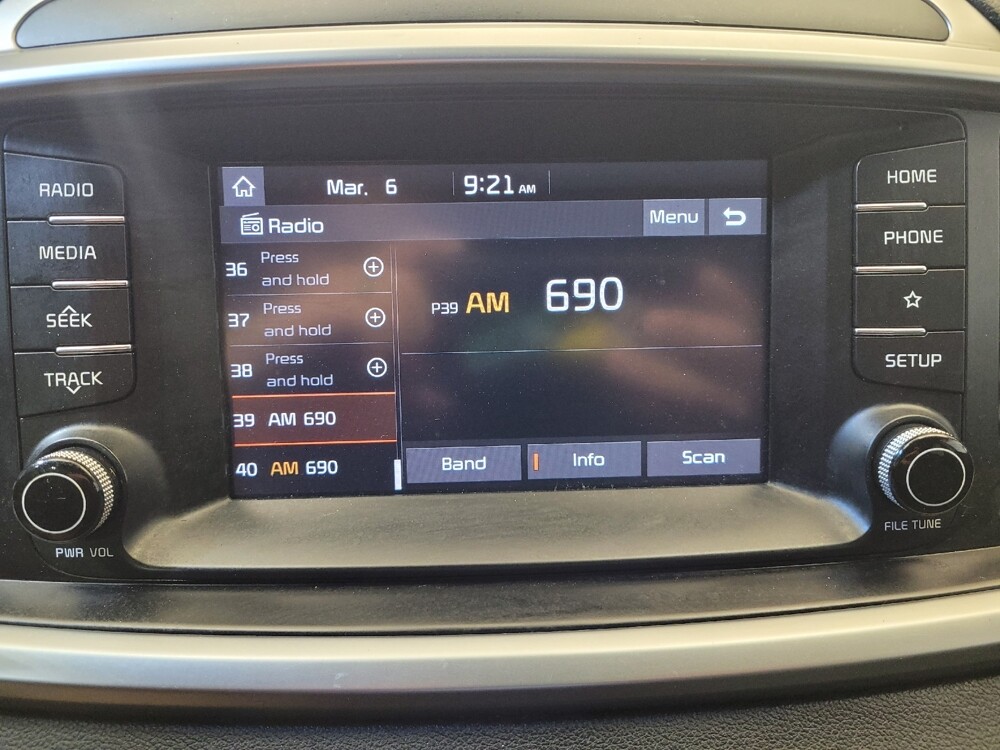 RADIO
MEDIA
SEEK
TRACK
PWR VOL
Mar. 6 9:21 AM
Radio Menu
36 Press and hold
37 Press and hold
38 Press and hold
39 AM 690
40 AM 690
P39 AM 690
Band Info Scan
HOME
PHONE
SETUP
FILE TUNE